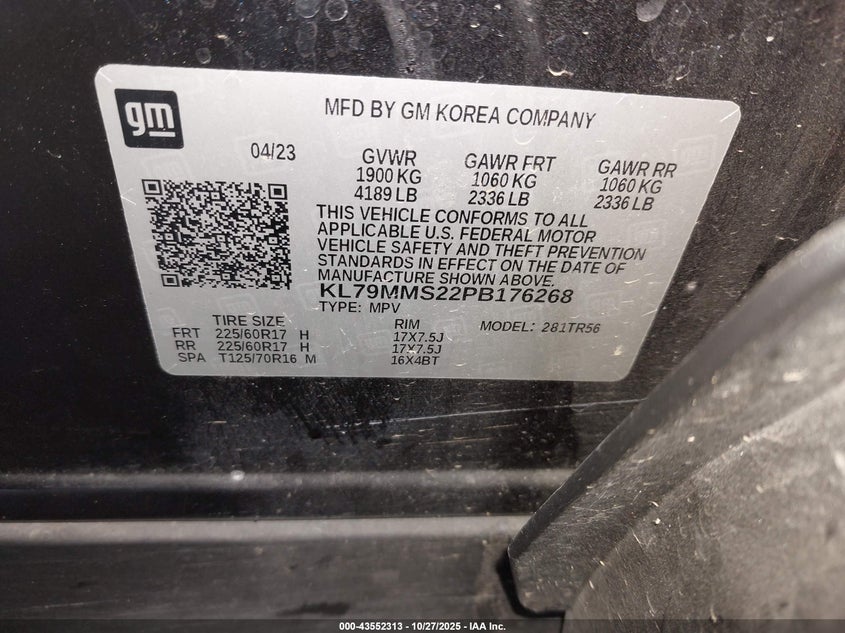 gm
MFD BY GM KOREA COMPANY
04/23
GVWR
1900 KG
4189 LB
GAWR FRT
1060 KG
2336 LB
GAWR RR
1060 KG
2336 LB
THIS VEHICLE CONFORMS TO ALL
APPLICABLE U.S. FEDERAL MOTOR
VEHICLE SAFETY AND THEFT PREVENTION
STANDARDS IN EFFECT ON THE DATE OF
MANUFACTURE SHOWN ABOVE.
KL79MMS22PB176268
TYPE: MPV
MODEL: 281TR56
TIRE SIZE RIM
FRT 225/60R17 H 17X7.5J
RR 225/60R17 H 17X7.5J
SPA T125/70R16 M 16X4BT
000-43552313 - 10/27/2025 - IAA Inc.